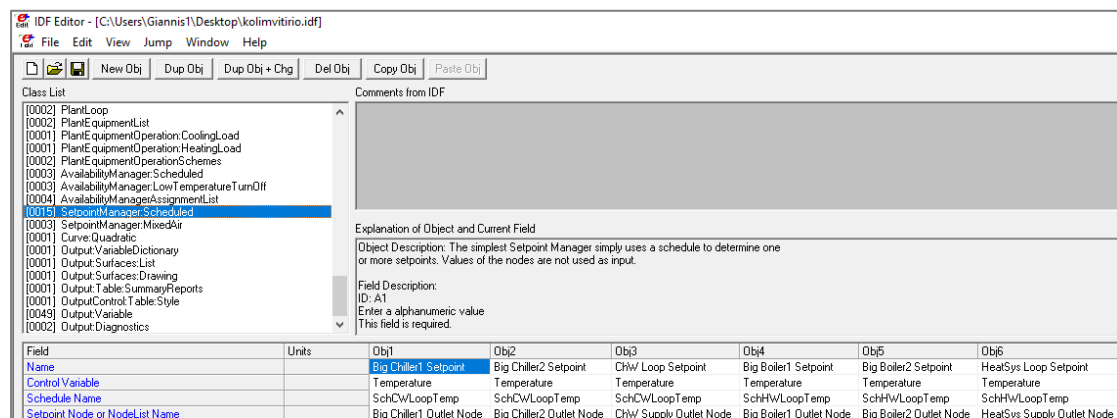 IDF Editor - [C:\Users\Giannis1\Desktop\kolimvitirio.idf]
File Edit View Jump Window Help
New Obj Dup Obj Dup Obj + Chg Del Obj Copy Obj Paste Obj
Class List
[0002] PlantLoop
[0002] PlantEquipmentList
[0001] PlantEquipmentOperation:CoolingLoad
[0001] PlantEquipmentOperation:HeatingLoad
[0002] PlantEquipmentOperationSchemes
[0003] AvailabilityManager:Scheduled
[0003] AvailabilityManager:LowTemperatureTurnOff
[0004] AvailabilityManagerAssignmentList
[0015] SetpointManager:Scheduled
[0003] SetpointManager:MixedAir
[0001] Curve:Quadratic
[0001] Output:VariableDictionary
[0001] Output:Surfaces:List
[0001] Output:Surfaces:Drawing
[0001] Output:Table:SummaryReports
[0001] OutputControl:Table:Style
[0049] Output:Variable
[0002] Output:Diagnostics
Comments from IDF
Explanation of Object and Current Field
Object Description: The simplest Setpoint Manager simply uses a schedule to determine one
or more setpoints. Values of the nodes are not used as input.
Field Description:
ID: A1
Enter a alphanumeric value
This field is required.
Field Units Obj1 Obj2 Obj3 Obj4 Obj5 Obj6
Name Big Chiller1 Setpoint Big Chiller2 Setpoint ChW Loop Setpoint Big Boiler1 Setpoint Big Boiler2 Setpoint HeatSys Loop Setpoint
Control Variable Temperature Temperature Temperature Temperature Temperature Temperature
Schedule Name SchCWLoopTemp SchCWLoopTemp SchCWLoopTemp SchHWLoopTemp SchHWLoopTemp SchHWLoopTemp
Setpoint Node or NodeList Name Big Chiller1 Outlet Node Big Chiller2 Outlet Node ChW Supply Outlet Node Big Boiler1 Outlet Node Big Boiler2 Outlet Node HeatSys Supply Outlet Node